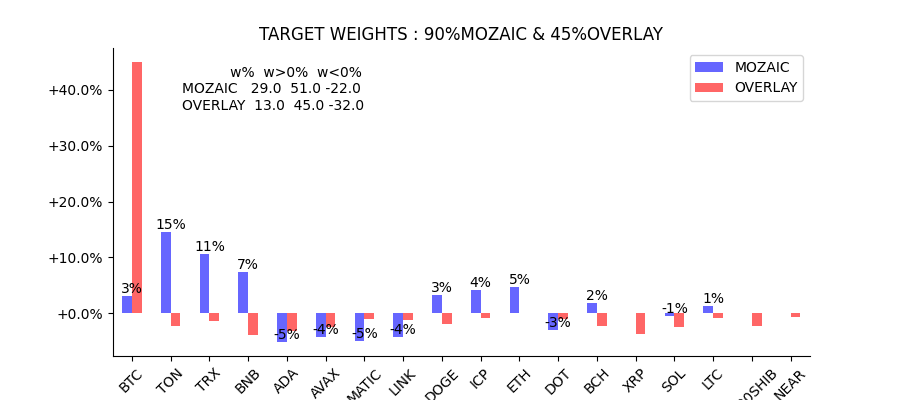 TARGET WEIGHTS : 90%MOZAIC & 45%OVERLAY
w% w>0% w<0%
MOZAIC 29.0 51.0 -22.0
OVERLAY 13.0 45.0 -32.0
MOZAIC
OVERLAY
+40.0%
+30.0%
+20.0%
+10.0%
+0.0%
3%
15%
11%
7%
-5%
-4%
-5%
-4%
3%
4%
5%
-3%
2%
-1%
1%
BTC
TON
TRX
BNB
ADA
AVAX
MATIC
LINK
DOGE
ICP
ETH
DOT
BCH
XRP
SOL
LTC
0SHIB
NEAR